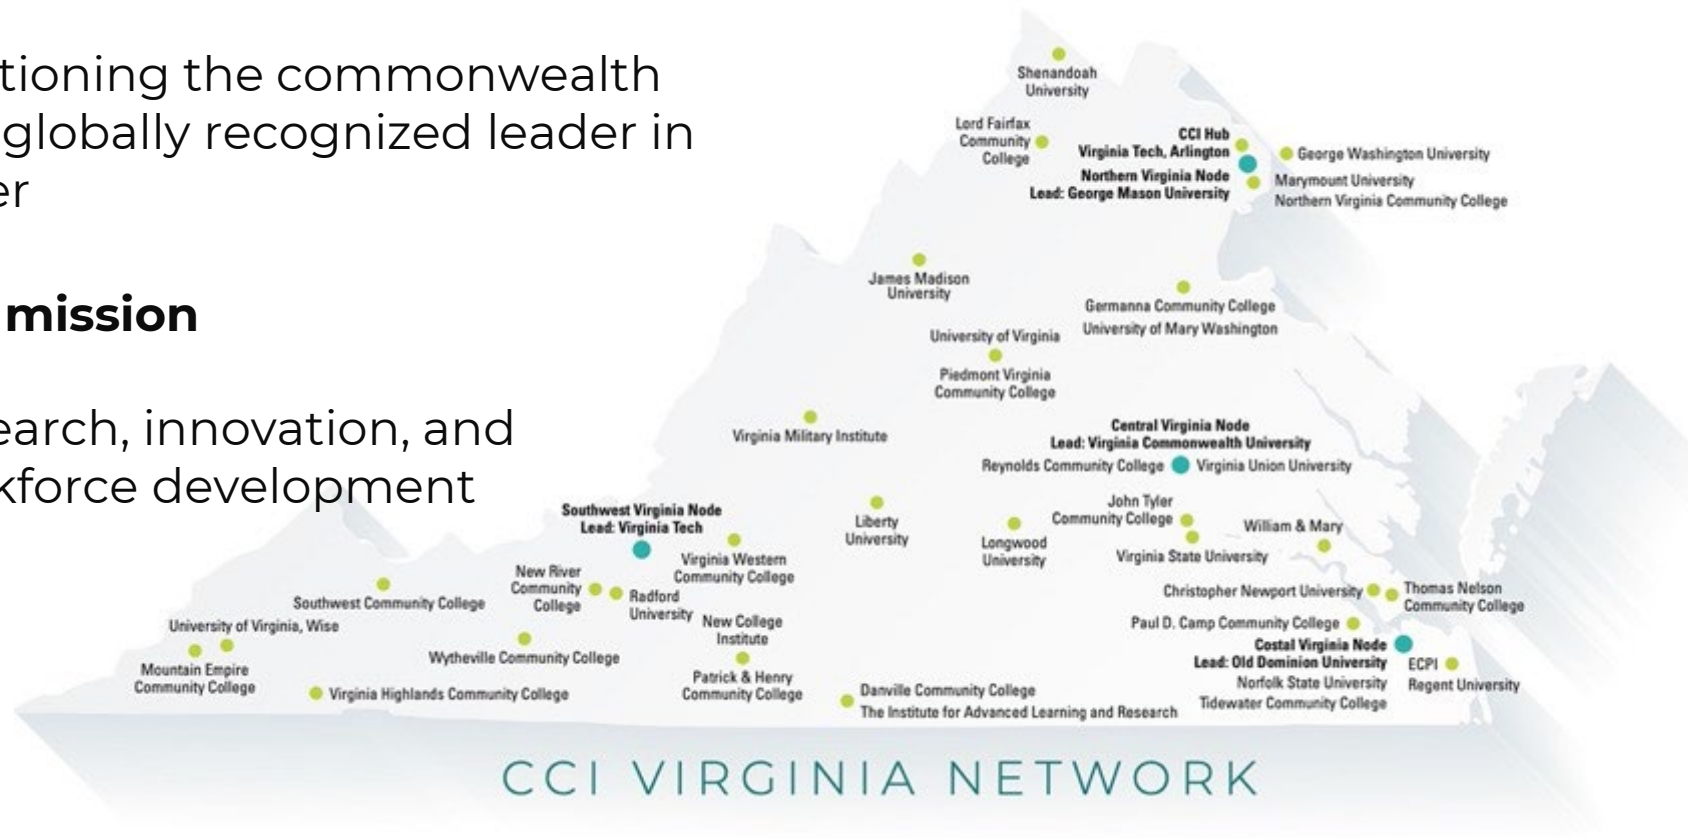 tioning the commonwealth
globally recognized leader in
er
mission
earch, innovation, and
kforce development
Shenandoah
University
Lord Fairfax
Community
College
CCI Hub
Virginia Tech, Arlington
Northern Virginia Node
Lead: George Mason University
George Washington University
Marymount University
Northern Virginia Community College
James Madison
University
Germanna Community College
University of Mary Washington
University of Virginia
Piedmont Virginia
Community College
Virginia Military Institute
Central Virginia Node
Lead: Virginia Commonwealth University
Reynolds Community College
Virginia Union University
Southwest Virginia Node
Lead: Virginia Tech
Virginia Western
Community College
Liberty
University
Longwood
University
John Tyler
Community College
Virginia State University
William & Mary
New River
Community
College
Radford
University
Southwest Community College
University of Virginia, Wise
Mountain Empire
Community College
Wytheville Community College
Virginia Highlands Community College
New College
Institute
Patrick & Henry
Community College
Danville Community College
The Institute for Advanced Learning and Research
Christopher Newport University
Thomas Nelson
Community College
Paul D. Camp Community College
Costal Virginia Node
Lead: Old Dominion University
Norfolk State University
Tidewater Community College
ECPI
Regent University
CCI VIRGINIA NETWORK